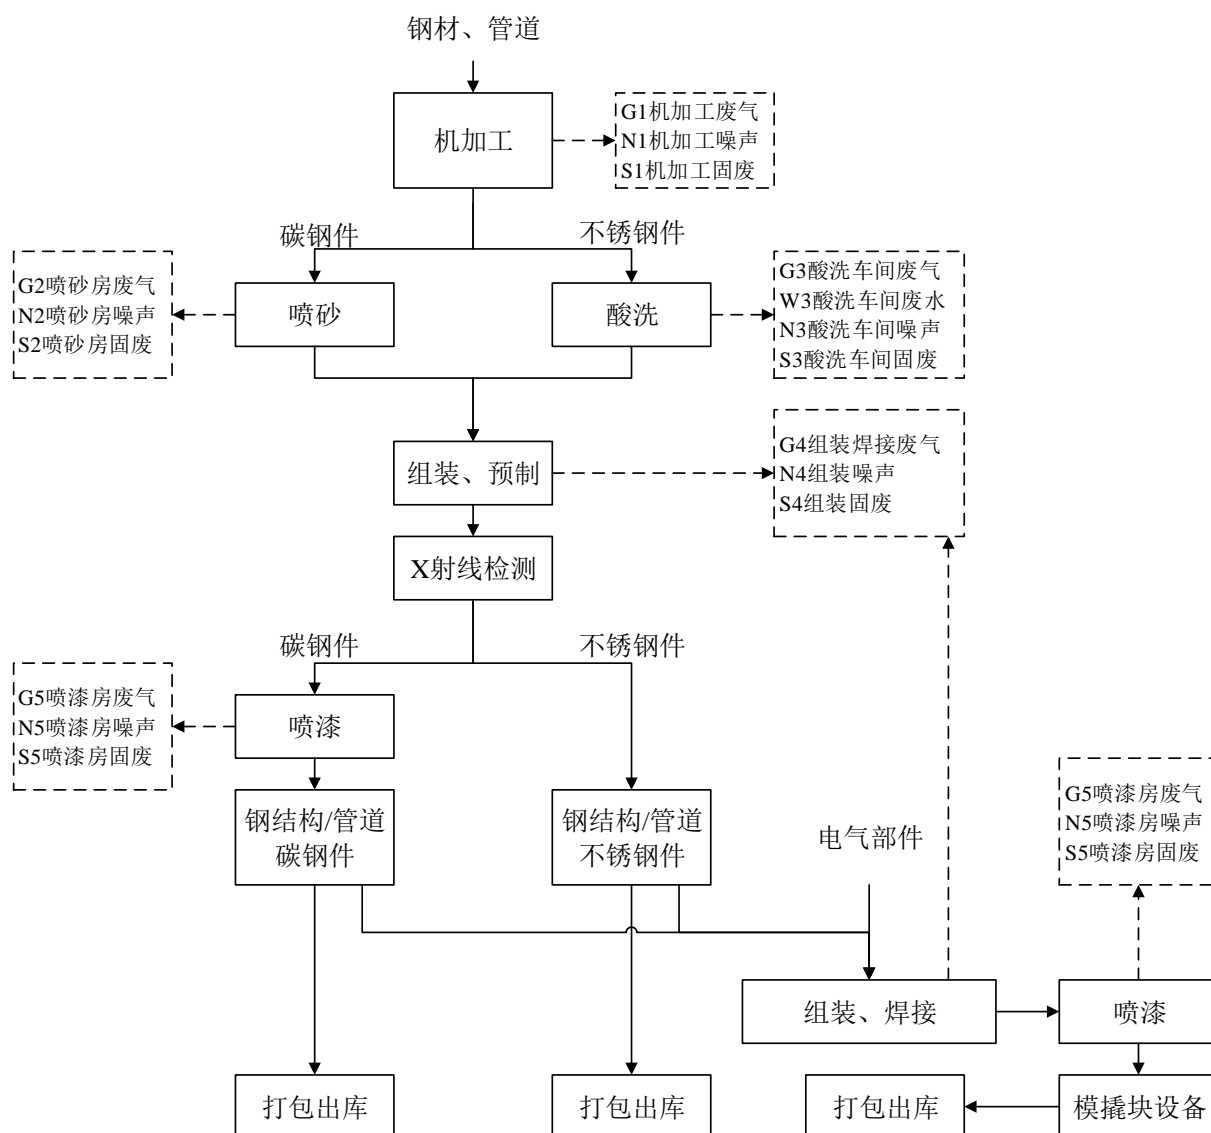 钢材、管道
机加工
G1机加工废气
N1机加工噪声
S1机加工固废
碳钢件
不锈钢件
G2喷砂房废气
N2喷砂房噪声
S2喷砂房固废
喷砂
酸洗
G3酸洗车间废气
W3酸洗车间废水
N3酸洗车间噪声
S3酸洗车间固废
组装、预制
G4组装焊接废气
N4组装噪声
S4组装固废
X射线检测
碳钢件
不锈钢件
G5喷漆房废气
N5喷漆房噪声
S5喷漆房固废
喷漆
钢结构/管道
碳钢件
钢结构/管道
不锈钢件
电气部件
G5喷漆房废气
N5喷漆房噪声
S5喷漆房固废
组装、焊接
喷漆
打包出库
打包出库
打包出库
模撬块设备